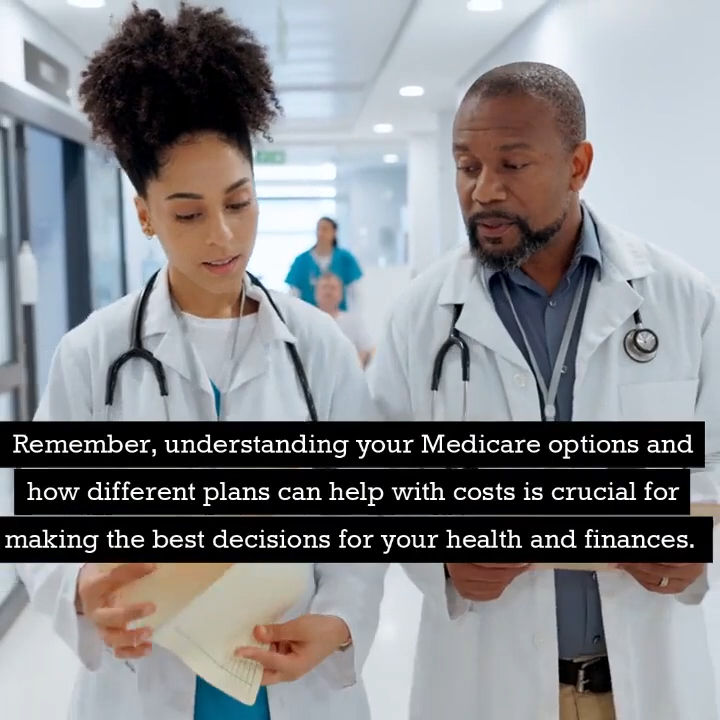 Remember, understanding your Medicare options and
how different plans can help with costs is crucial for
making the best decisions for your health and finances.